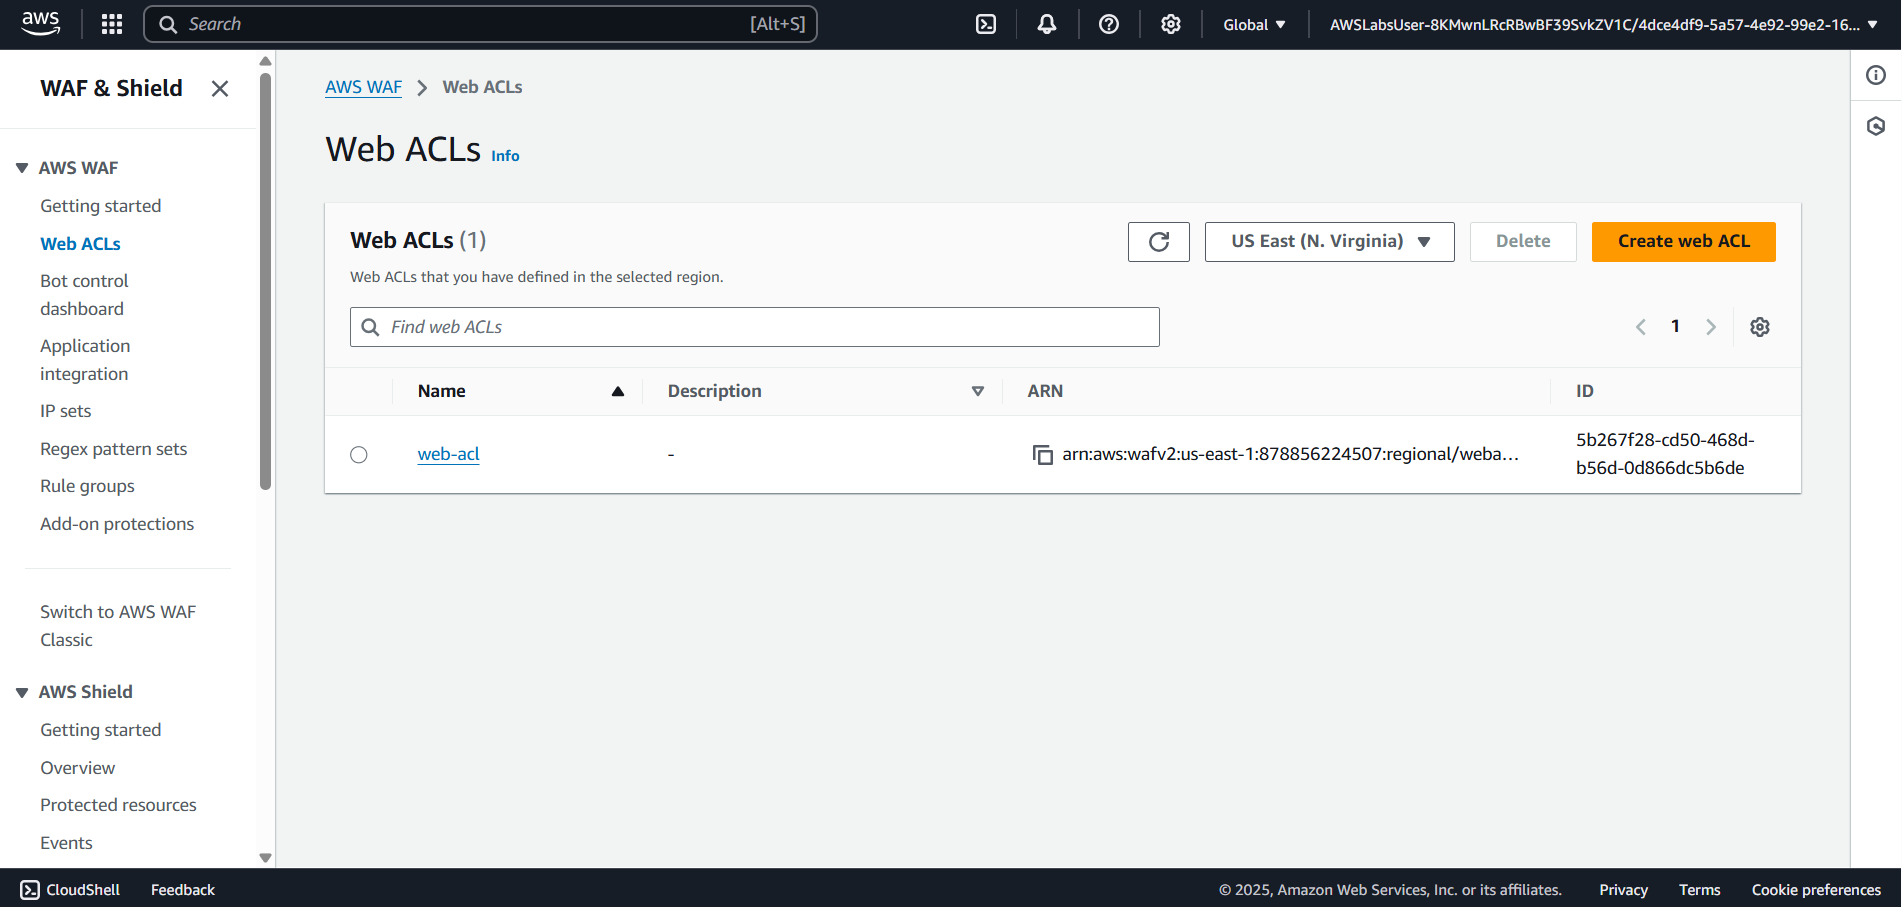 aws
Search
[Alt+S]
Global
AWSLabsUser-8KMwnLRcRBwBF39SvkZV1C/4dce4df9-5a57-4e92-99e2-16...
WAF & Shield
AWS WAF
Getting started
Web ACLs
Bot control
dashboard
Application
integration
IP sets
Regex pattern sets
Rule groups
Add-on protections
Switch to AWS WAF
Classic
AWS Shield
Getting started
Overview
Protected resources
Events
AWS WAF > Web ACLs
Web ACLs Info
Web ACLs (1)
US East (N. Virginia)
Delete
Create web ACL
Web ACLs that you have defined in the selected region.
Find web ACLs
1
Name
Description
ARN
ID
web-acl
-
arn:aws:wafv2:us-east-1:878856224507:regional/weba...
5b267f28-cd50-468d-
b56d-0d866dc5b6de
CloudShell
Feedback
© 2025, Amazon Web Services, Inc. or its affiliates.
Privacy
Terms
Cookie preferences